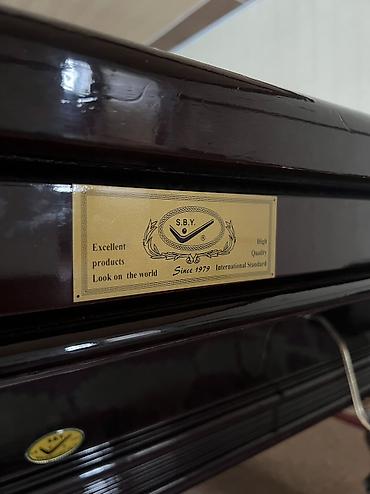 S.B.Y.
®
Excellent
products
Look on the world
Since 1979
High
Quality
International Standard